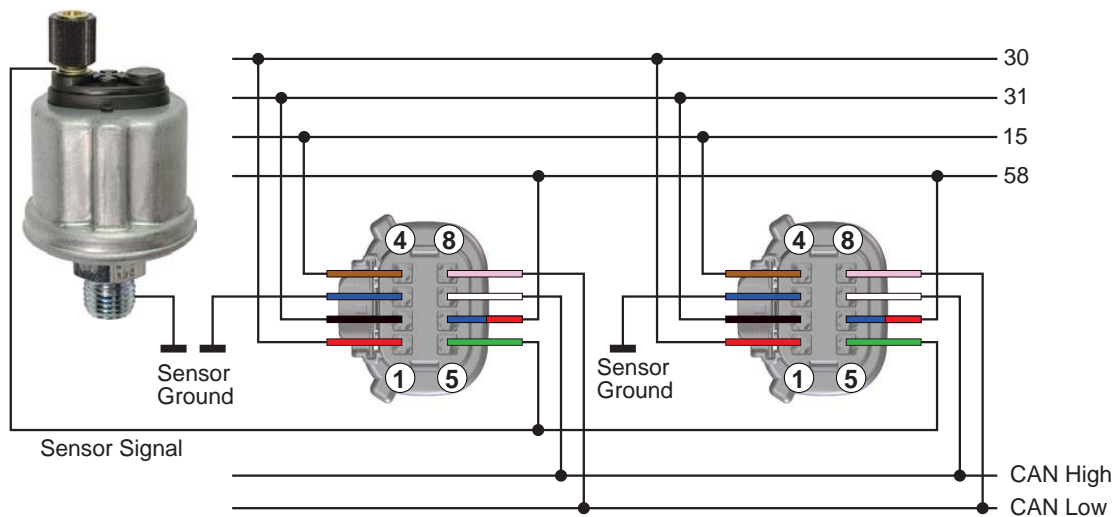 30
31
15
58
4 8
4 8
1 5
1 5
Sensor
Ground
Sensor
Ground
Sensor Signal
CAN High
CAN Low